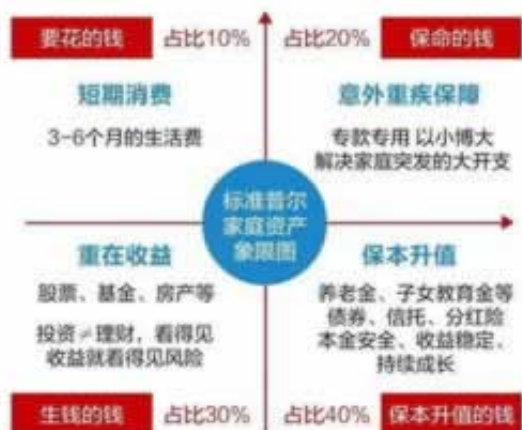 要花的钱 占比10%
占比20% 保命的钱
短期消费
3-6个月的生活费
意外重疾保障
专款专用 以小博大
解决家庭突发的大开支
标准普尔
家庭资产
象限图
重在收益
股票、基金、房产等
投资≠理财，看得见
收益就看得见风险
保本升值
养老金、子女教育金等
债券、信托、分红险
本金安全、收益稳定、
持续成长
生钱的钱 占比30%
占比40% 保本升值的钱